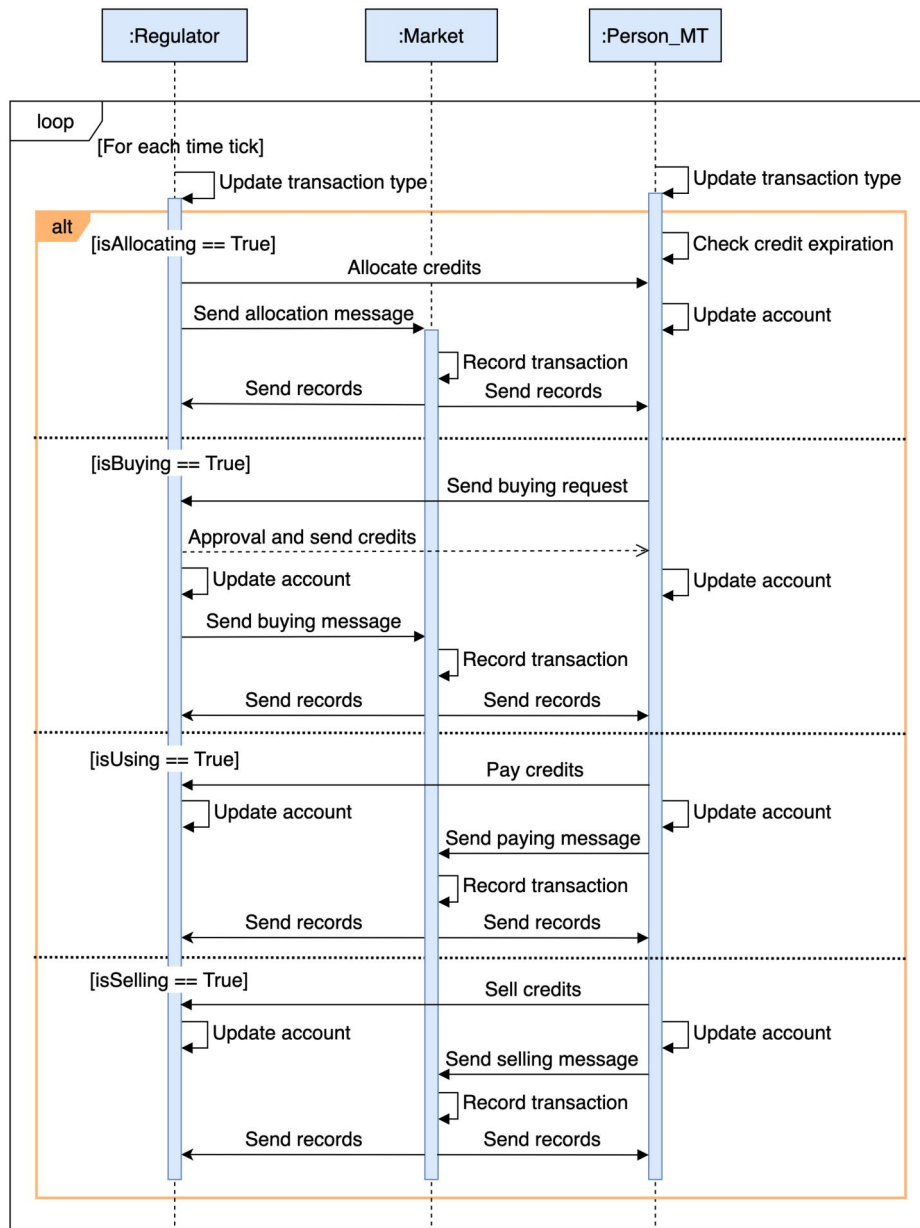 :Regulator
:Market
:Person_MT
loop
[For each time tick]
Update transaction type
Update transaction type
alt
[isAllocating == True]
Check credit expiration
Allocate credits
Send allocation message
Update account
Record transaction
Send records
Send records
[isBuying == True]
Send buying request
Approval and send credits
Update account
Update account
Send buying message
Record transaction
Send records
Send records
[isUsing == True]
Pay credits
Update account
Update account
Send paying message
Record transaction
Send records
Send records
[isSelling == True]
Sell credits
Update account
Update account
Send selling message
Record transaction
Send records
Send records